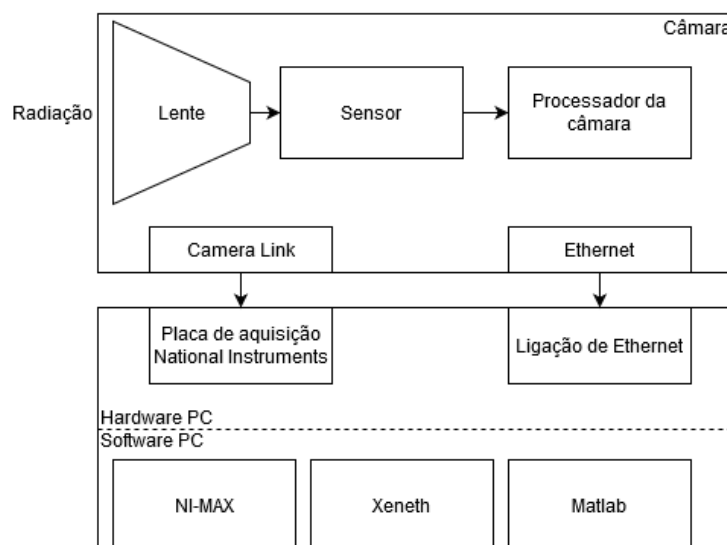 Câmara
Radiação
Lente
Sensor
Processador da
câmara
Camera Link
Ethernet
Placa de aquisição
National Instruments
Ligação de Ethernet
Hardware PC
Software PC
NI-MAX
Xeneth
Matlab